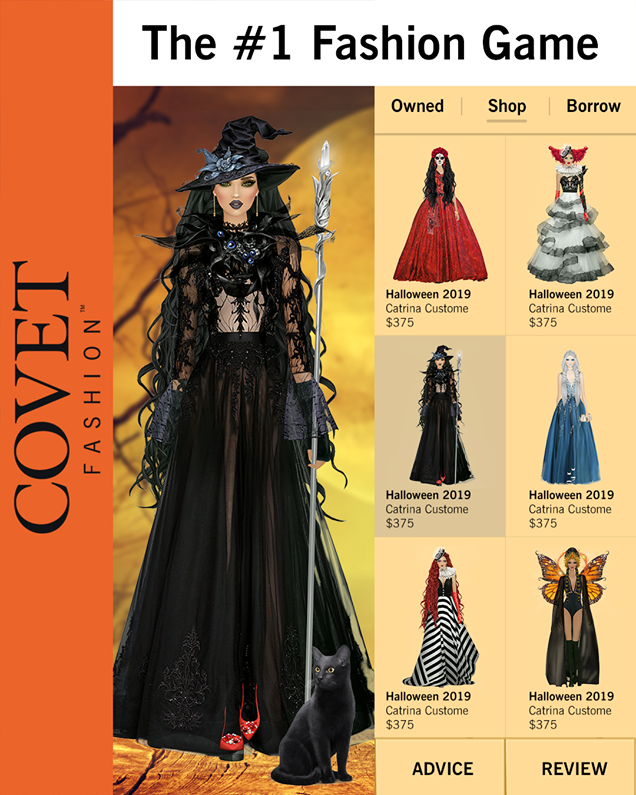 The #1 Fashion Game
COVET
FASHION™
Owned Shop Borrow
Halloween 2019
Catrina Custome
$375
Halloween 2019
Catrina Custome
$375
Halloween 2019
Catrina Custome
$375
Halloween 2019
Catrina Custome
$375
Halloween 2019
Catrina Custome
$375
Halloween 2019
Catrina Custome
$375
ADVICE REVIEW